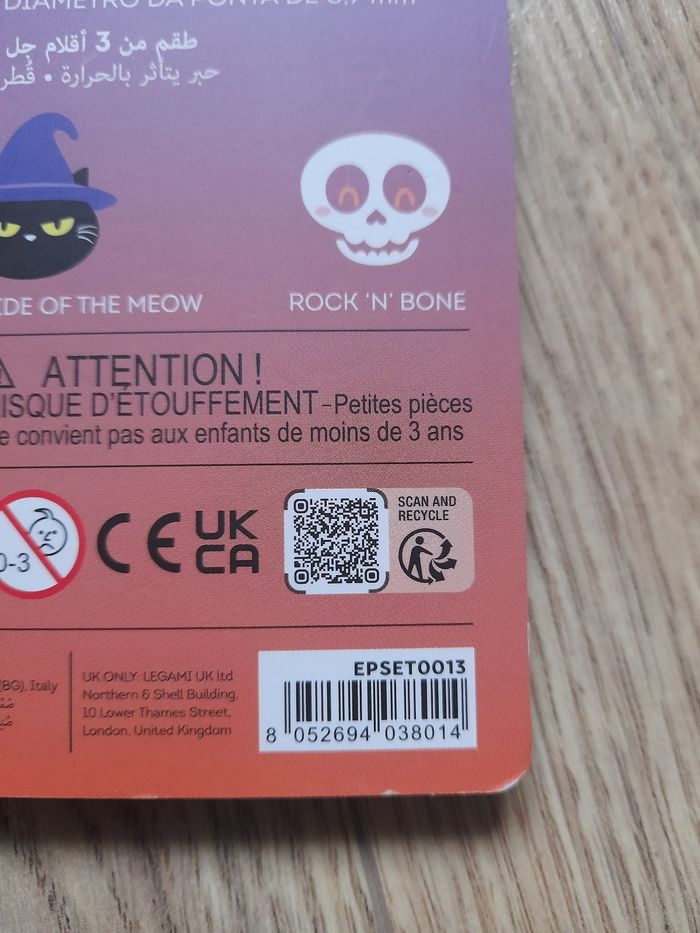 DIÂMETRO DA PONTA DE 0,7 mm
طقم من 3 أقلام جل
حبر يتأثر بالحرارة • قُطر
OF THE MEOW
ROCK 'N' BONE
ATTENTION !
D'ÉTOUFFEMENT–Petites pièces
convient pas aux enfants de moins de 3 ans
0-3
CE
UK
CA
SCAN AND
RECYCLE
(BG), Italy
UK ONLY: LEGAMI UK ltd
Northern & Shell Building,
10 Lower Thames Street,
London, United Kingdom
EPSET0013
8 052694 038014